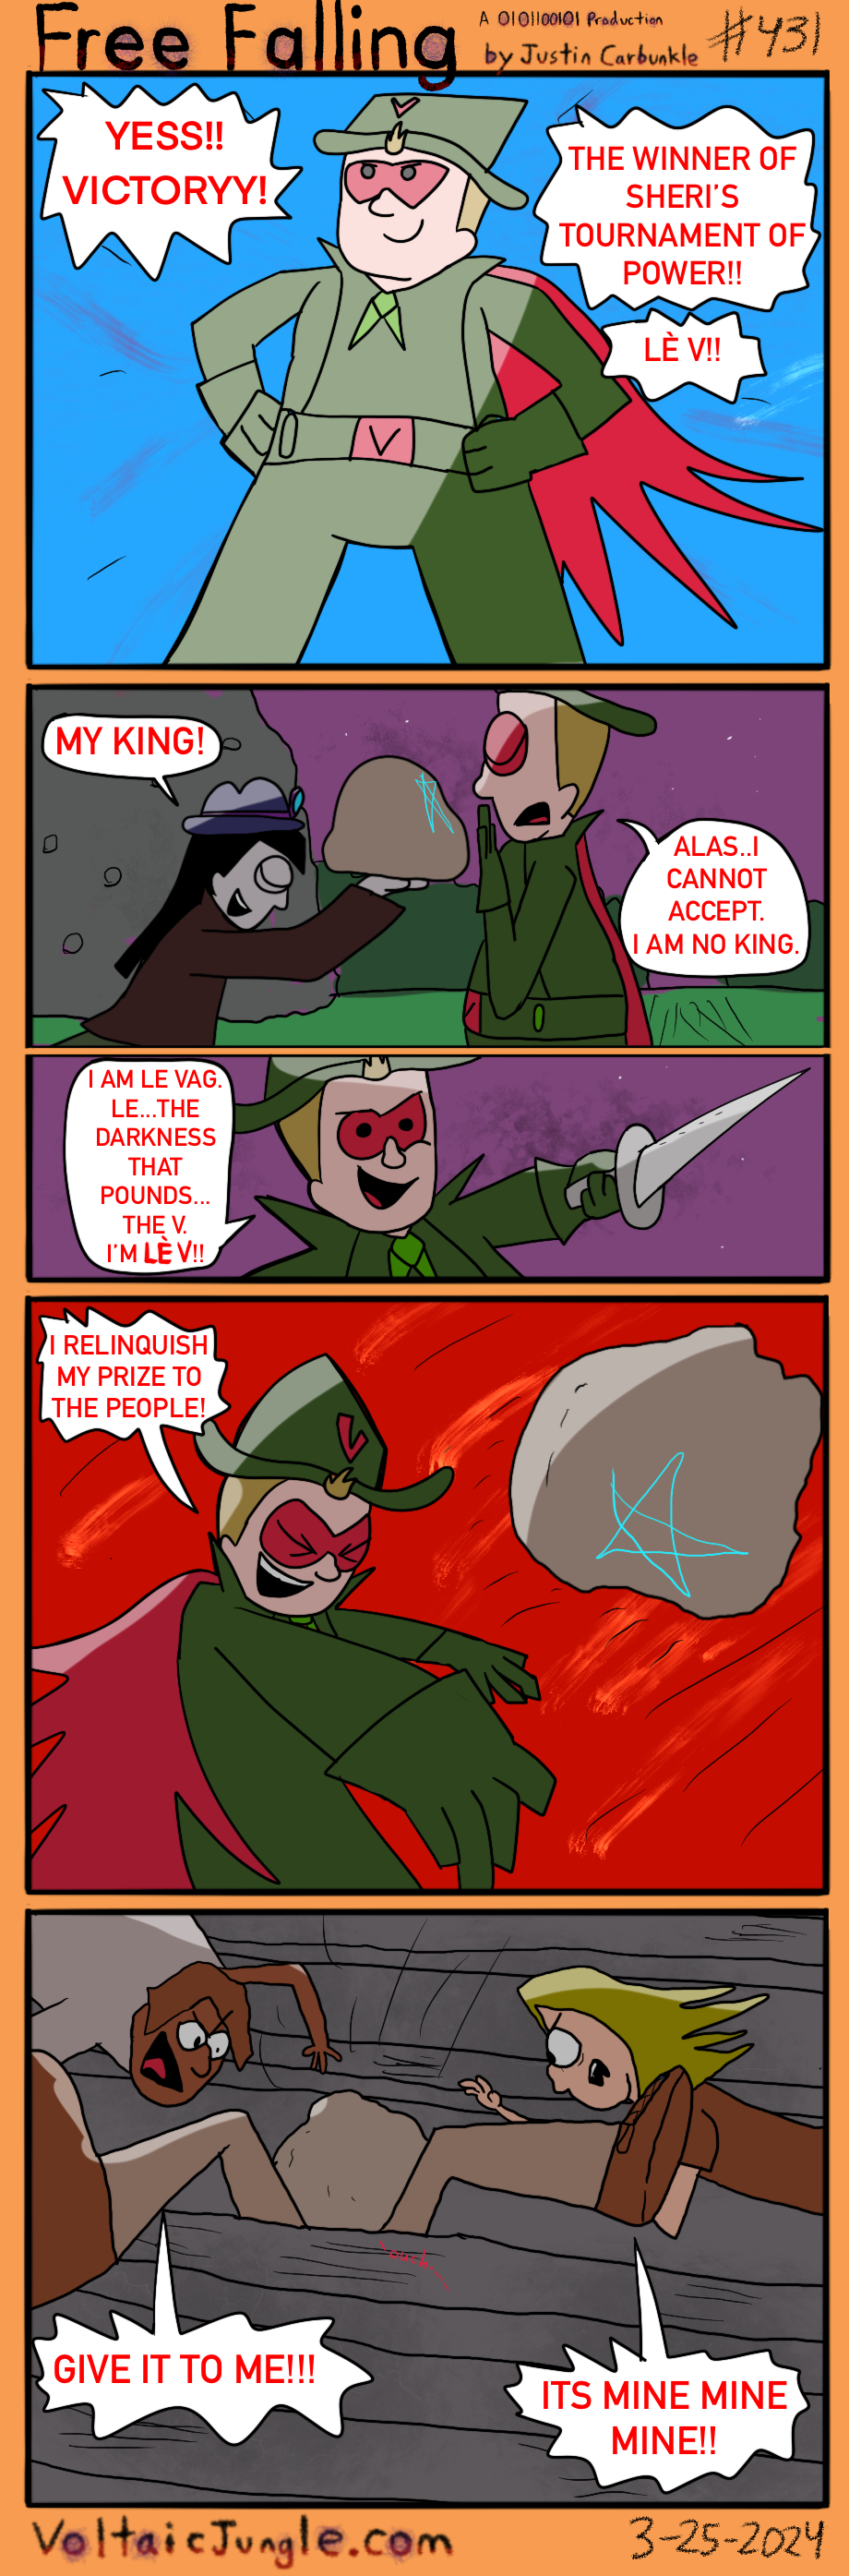 Free Falling
A 0101100101 Production
by Justin Carbunkle
#431
YESS!!
VICTORYY!
THE WINNER OF
SHERI'S
TOURNAMENT OF
POWER!!
LÈ V!!
V
MY KING!
ALAS..I
CANNOT
ACCEPT.
I AM NO KING.
I AM LE VAG.
LE...THE
DARKNESS
THAT
POUNDS...
THE V.
I'M LÈ V!!
I RELINQUISH
MY PRIZE TO
THE PEOPLE!
V
ouch
GIVE IT TO ME!!!
ITS MINE MINE
MINE!!
VoltaicJungle.com
3-25-2024